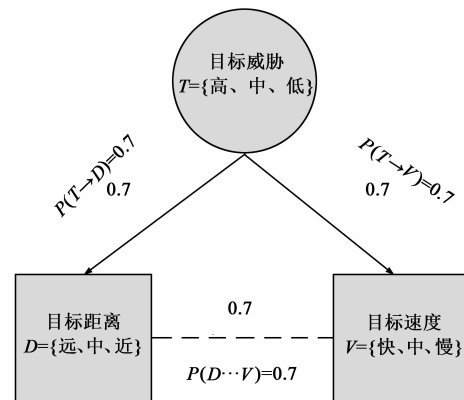 目标威胁
T={高、中、低}
P(T→D)=0.7
0.7
P(T→V)=0.7
0.7
目标距离
D={远、中、近}
0.7
P(D···V)=0.7
目标速度
V={快、中、慢}